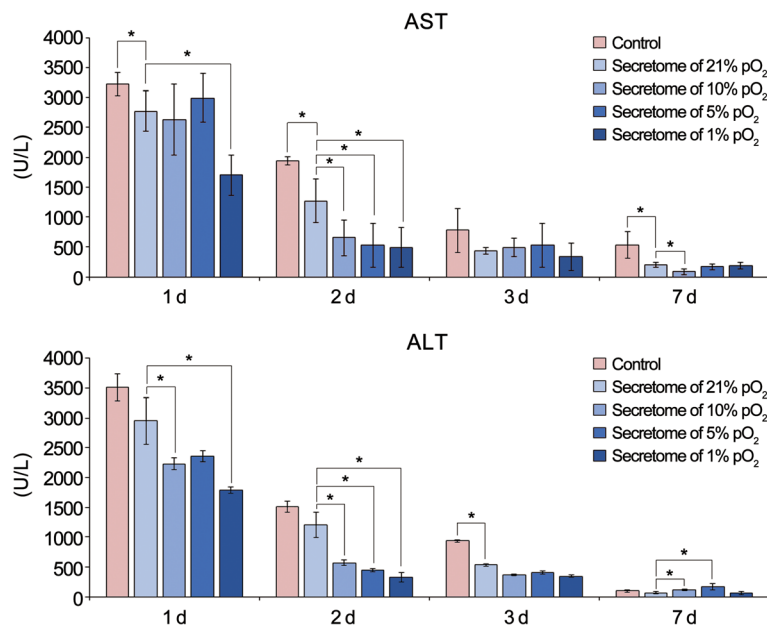 AST
(U/L)
4000
3500
3000
2500
2000
1500
1000
500
0
* *
* * * *
* *
Control
Secretome of 21% pO₂
Secretome of 10% pO₂
Secretome of 5% pO₂
Secretome of 1% pO₂
1 d 2 d 3 d 7 d
ALT
(U/L)
4000
3500
3000
2500
2000
1500
1000
500
0
* *
* * *
*
* *
Control
Secretome of 21% pO₂
Secretome of 10% pO₂
Secretome of 5% pO₂
Secretome of 1% pO₂
1 d 2 d 3 d 7 d